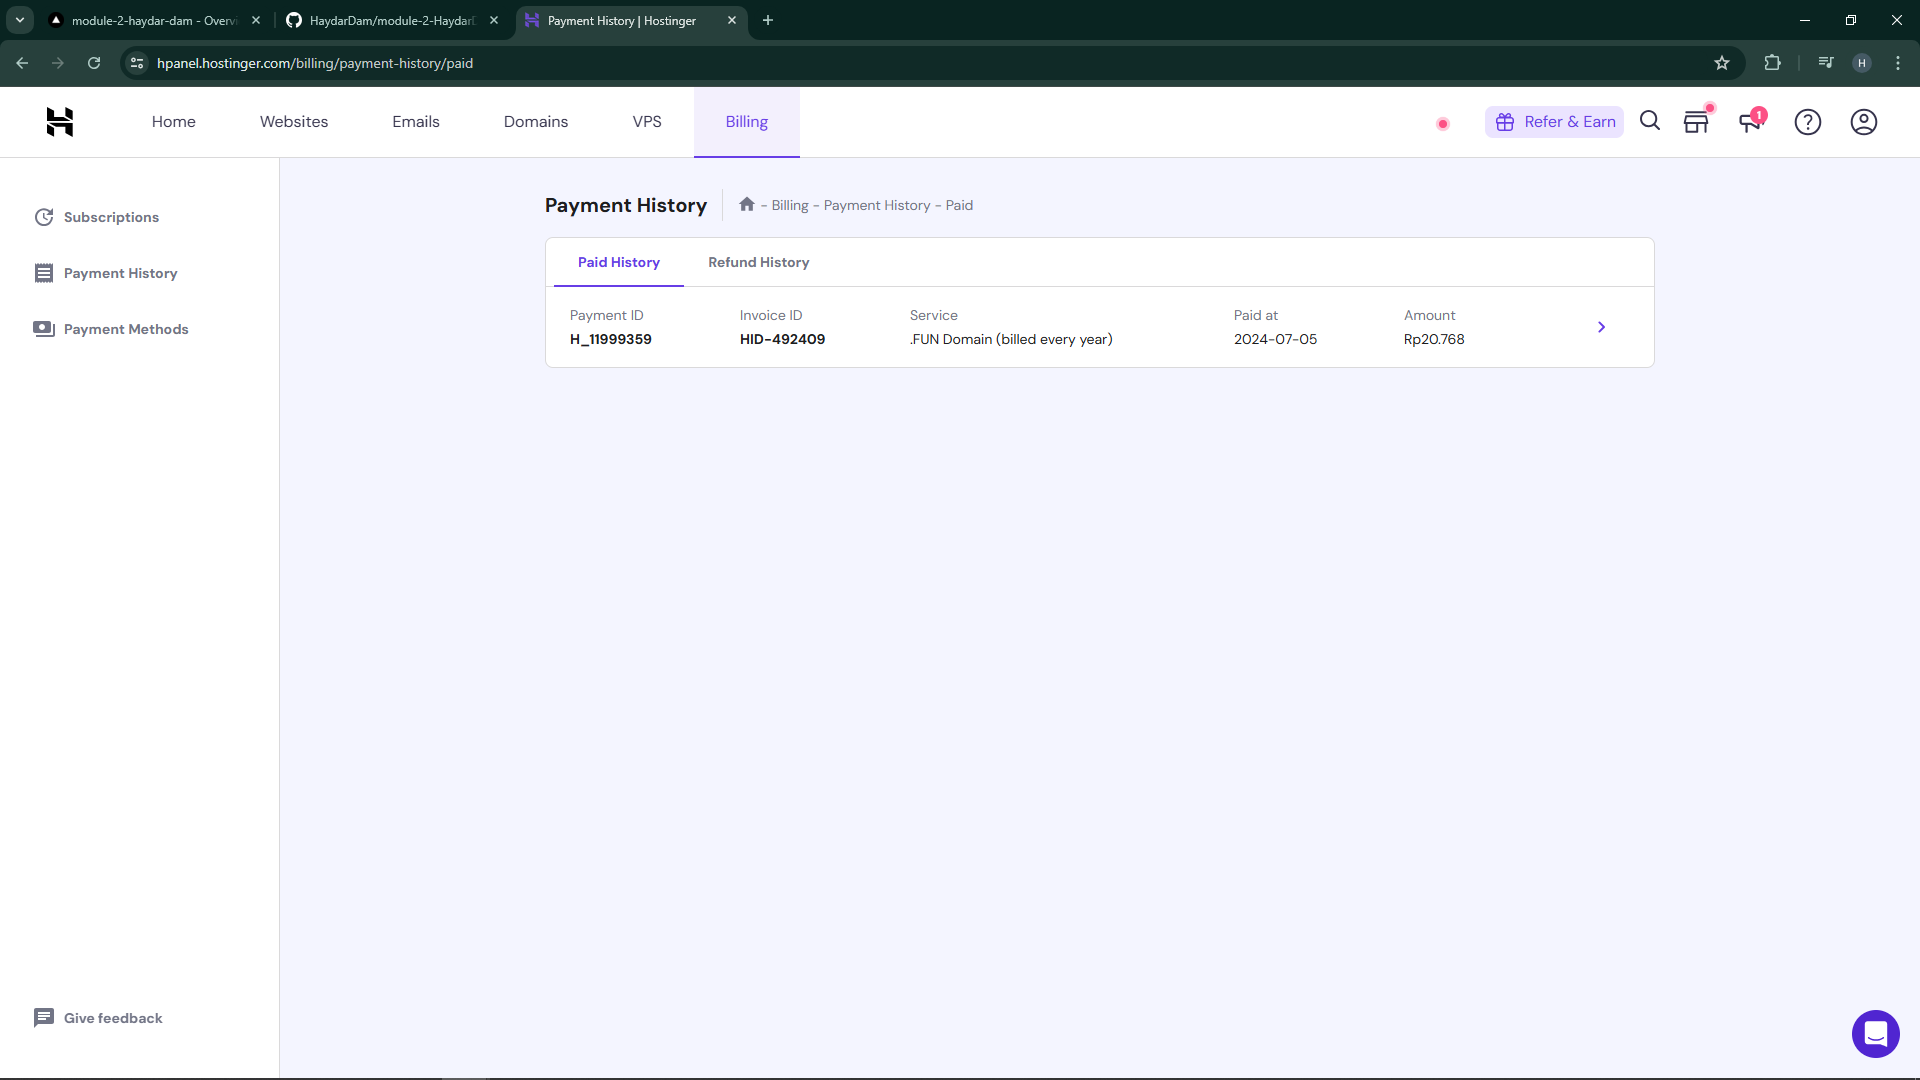 module-2-haydar-dam - Overvi
HaydarDam/module-2-HaydarD
Payment History | Hostinger
hpanel.hostinger.com/billing/payment-history/paid
H
Home
Websites
Emails
Domains
VPS
Billing
Refer & Earn
1
Subscriptions
Payment History
Payment Methods
Payment History
- Billing - Payment History - Paid
Paid History
Refund History
Payment ID
H_11999359
Invoice ID
HID-492409
Service
.FUN Domain (billed every year)
Paid at
2024-07-05
Amount
Rp20.768
Give feedback